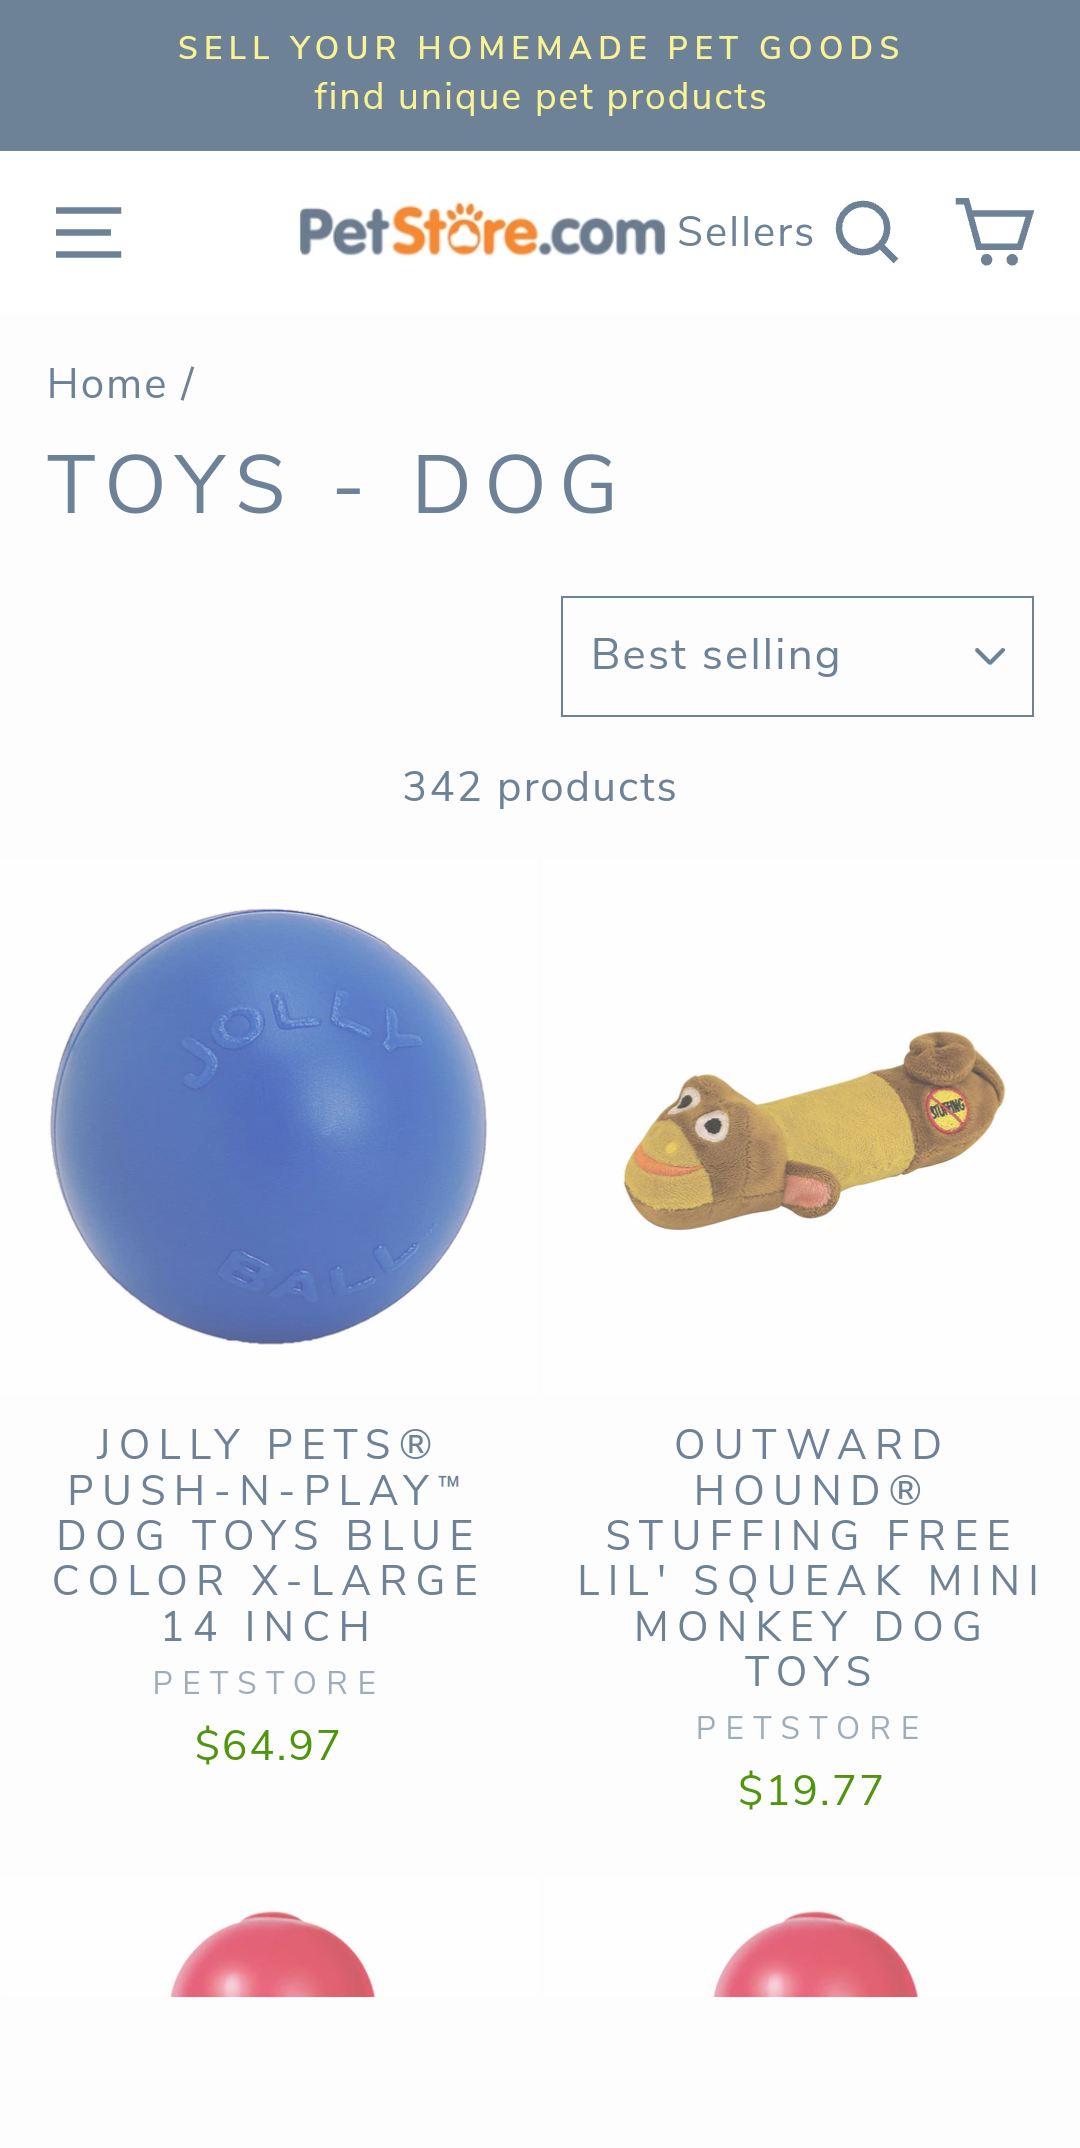 SELL YOUR HOMEMADE PET GOODS
find unique pet products
PetStore.com Sellers
Home /
TOYS - DOG
Best selling
342 products
JOLLY
BALL
STUFFING
JOLLY PETS®
PUSH-N-PLAY™
DOG TOYS BLUE
COLOR X-LARGE
14 INCH
PETSTORE
$64.97
OUTWARD
HOUND®
STUFFING FREE
LIL' SQUEAK MINI
MONKEY DOG
TOYS
PETSTORE
$19.77